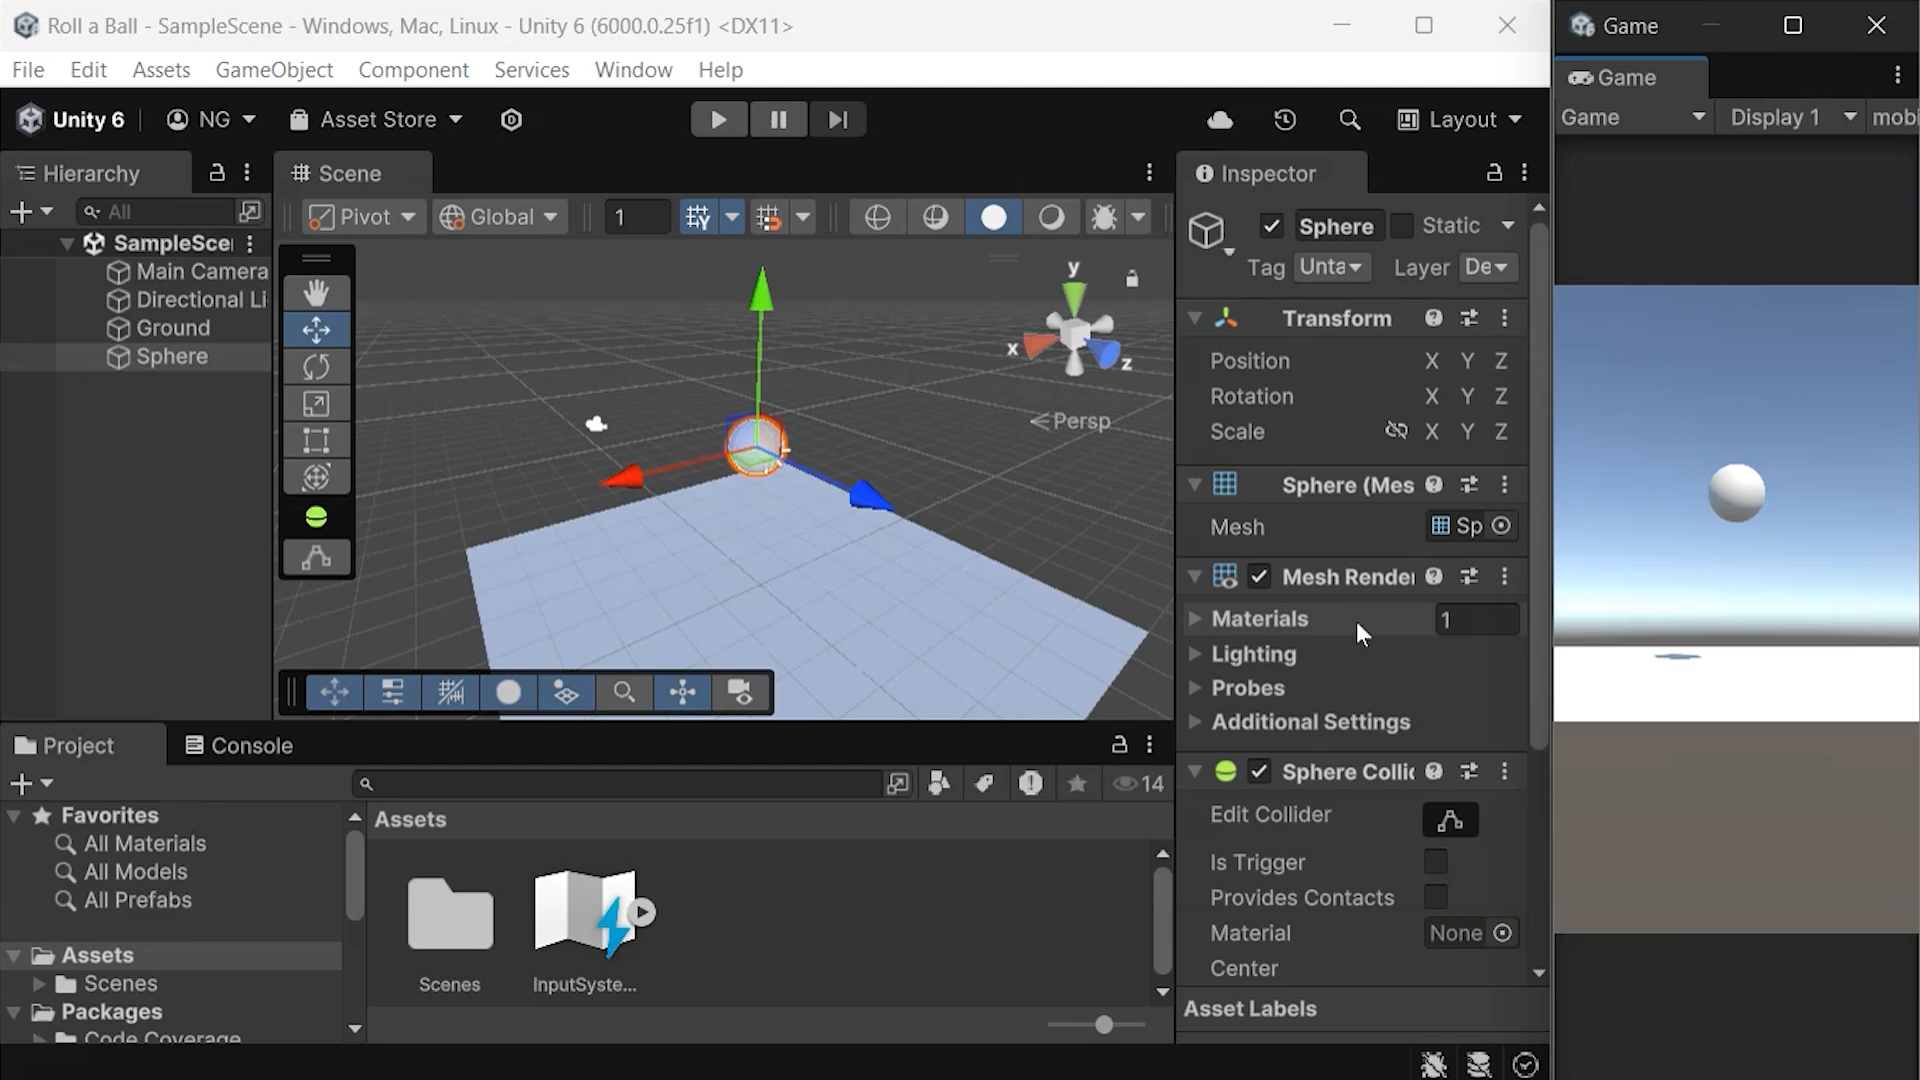 Roll a Ball - SampleScene - Windows, Mac, Linux - Unity 6 (6000.0.25f1) <DX11>
File Edit Assets GameObject Component Services Window Help
Unity 6 NG Asset Store Layout
Hierarchy
All
SampleSce
Main Camera
Directional Li
Ground
Sphere
Scene
Pivot Global 1
y
x
z
Persp
Inspector
Sphere Static
Tag Unta Layer De
Transform
Position X Y Z
Rotation X Y Z
Scale X Y Z
Sphere (Mes
Mesh Sp
Mesh Render
Materials 1
Lighting
Probes
Additional Settings
Sphere Collic
Edit Collider
Is Trigger
Provides Contacts
Material None
Center
Asset Labels
Project Console
14
Favorites
All Materials
All Models
All Prefabs
Assets
Scenes
Packages
Code Coverage
Assets
Scenes
InputSyste...
Game
Game
Game Display 1 mobi